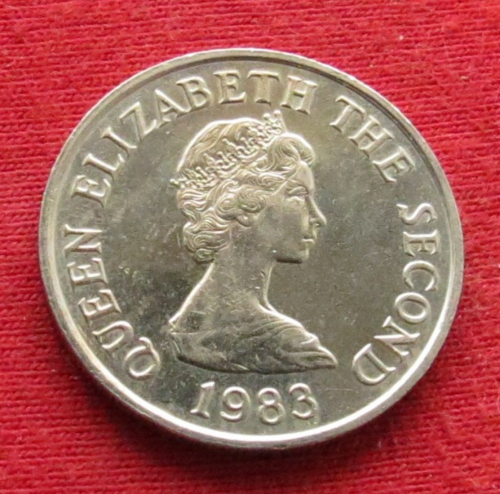 QUEEN ELIZABETH THE SECOND
1983